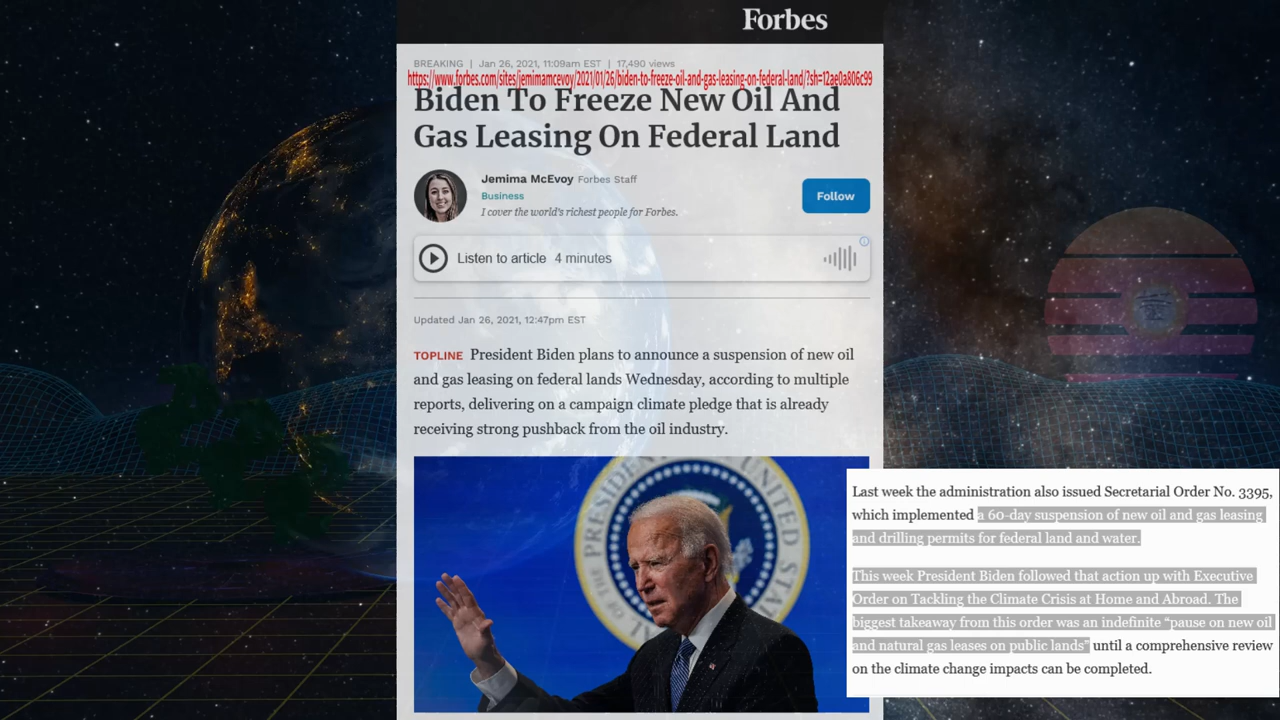 Forbes
BREAKING | Jan 26, 2021, 11:09am EST | 17,490 views
https://www.forbes.com/sites/jemimamcevoy/2021/01/26/biden-to-freeze-oil-and-gas-leasing-on-federal-land/?sh=12ae0a806c99
Biden To Freeze New Oil And
Gas Leasing On Federal Land
Jemima McEvoy Forbes Staff
Business
I cover the world's richest people for Forbes.
Follow
Listen to article 4 minutes
Updated Jan 26, 2021, 12:47pm EST
TOPLINE President Biden plans to announce a suspension of new oil
and gas leasing on federal lands Wednesday, according to multiple
reports, delivering on a campaign climate pledge that is already
receiving strong pushback from the oil industry.
Last week the administration also issued Secretarial Order No. 3395,
which implemented a 60-day suspension of new oil and gas leasing
and drilling permits for federal land and water.
This week President Biden followed that action up with Executive
Order on Tackling the Climate Crisis at Home and Abroad. The
biggest takeaway from this order was an indefinite “pause on new oil
and natural gas leases on public lands” until a comprehensive review
on the climate change impacts can be completed.